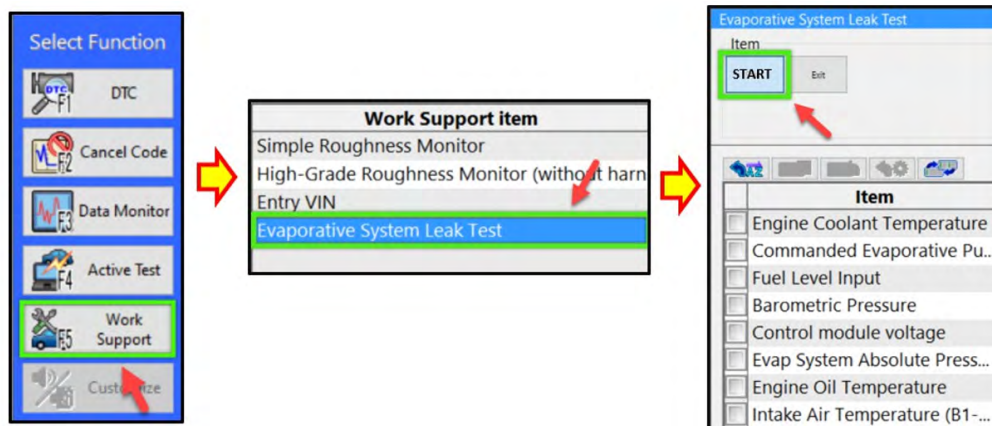 Select Function
DTC
F1
DTC
Cancel Code
F2
Data Monitor
F3
Active Test
F4
Work
Support
F5
Work Support item
Simple Roughness Monitor
High-Grade Roughness Monitor (without harn
Entry VIN
Evaporative System Leak Test
Evaporative System Leak Test
Item
START
Exit
Item
Engine Coolant Temperature
Commanded Evaporative Pu...
Fuel Level Input
Barometric Pressure
Control module voltage
Evap System Absolute Press...
Engine Oil Temperature
Intake Air Temperature (B1-...